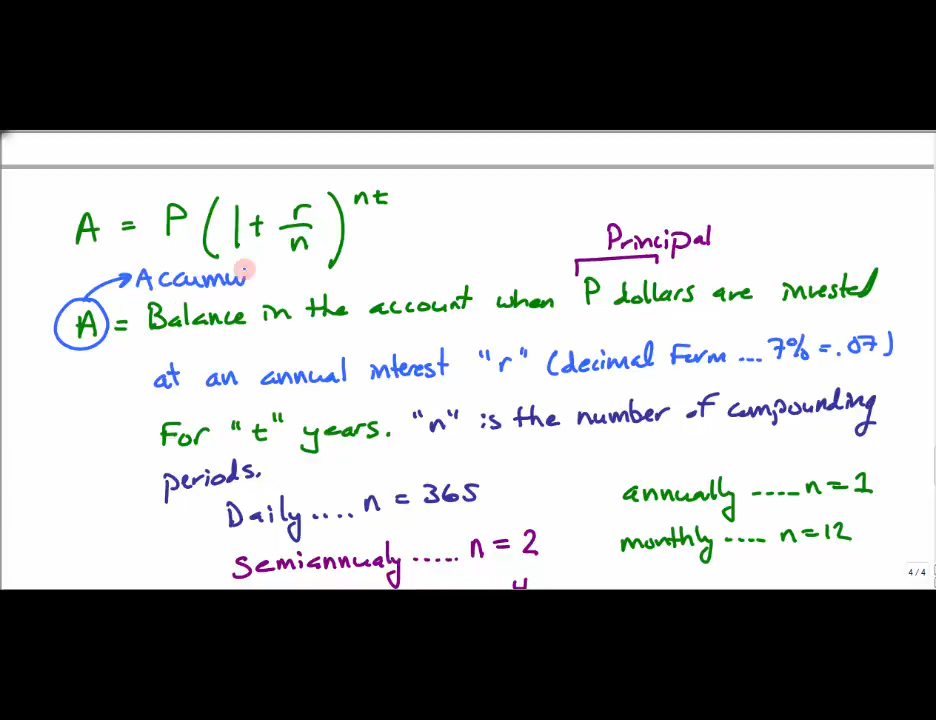 A = P ( 1 + r/n )^nt
Principal
Accumu
A = Balance in the account when P dollars are invested
at an annual interest "r" (decimal Form ... 7% = .07)
For "t" years. "n" is the number of compounding
periods.
Daily .... n = 365
annually ---- n = 1
monthly ---- n = 12
Semiannualy ..... n = 2
4/4